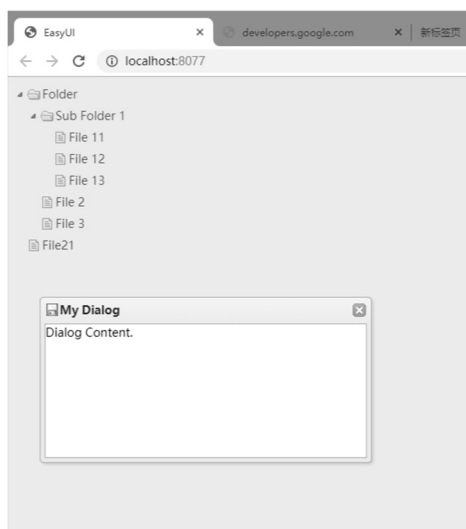 EasyUI developers.google.com 新标签页
localhost:8077
Folder
Sub Folder 1
File 11
File 12
File 13
File 2
File 3
File21
My Dialog
Dialog Content.